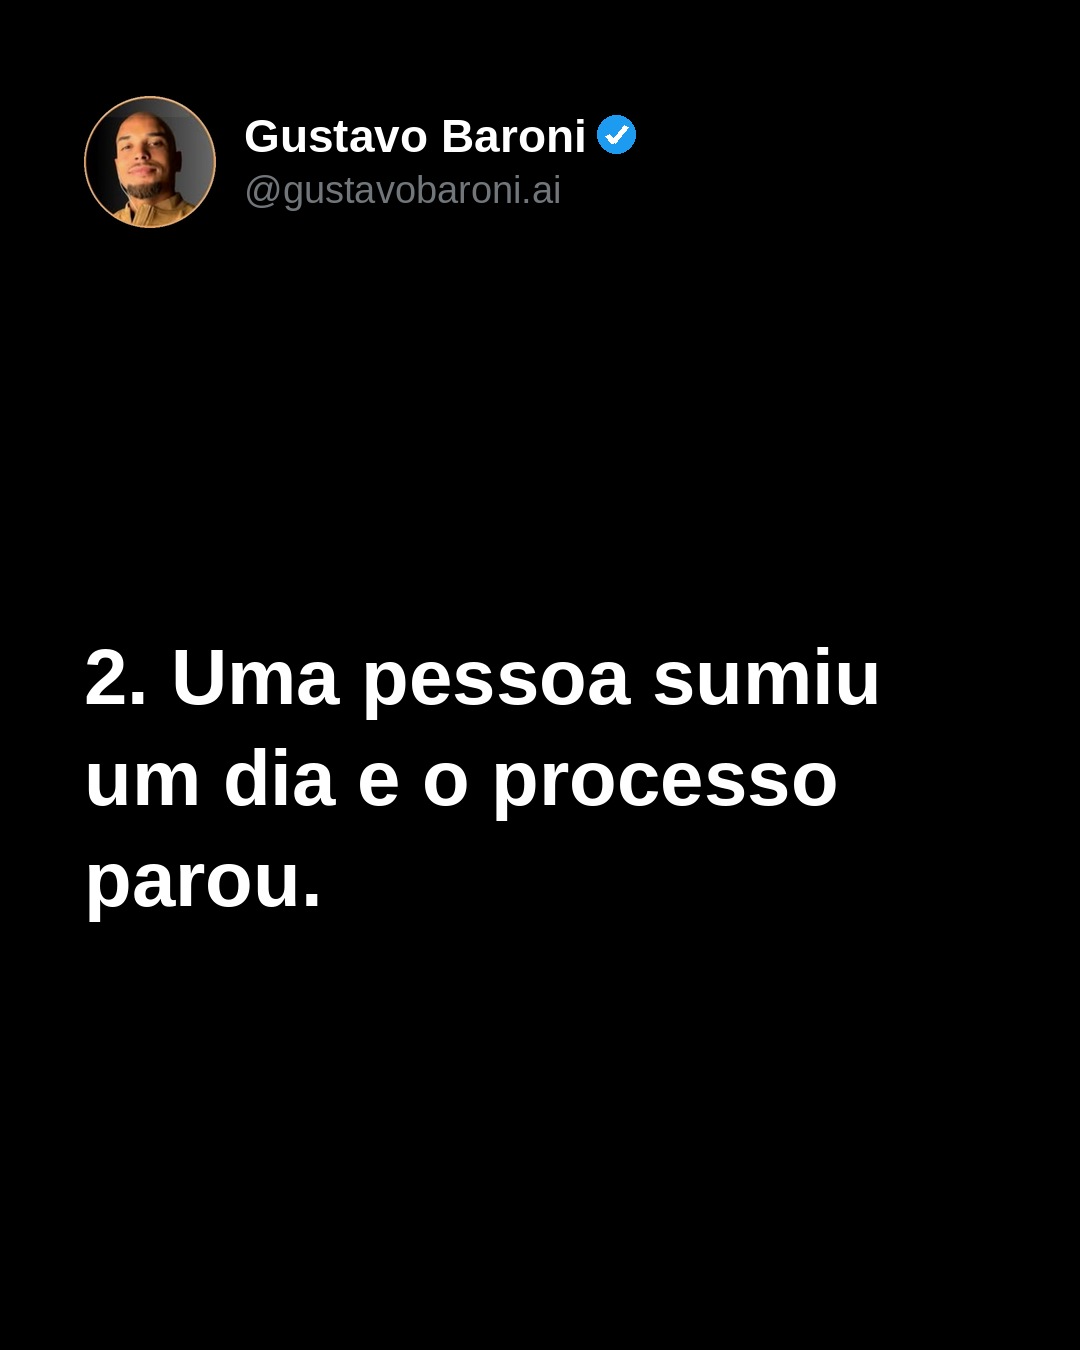 Gustavo Baroni
@gustavobaroni.ai
2. Uma pessoa sumiu
um dia e o processo
parou.